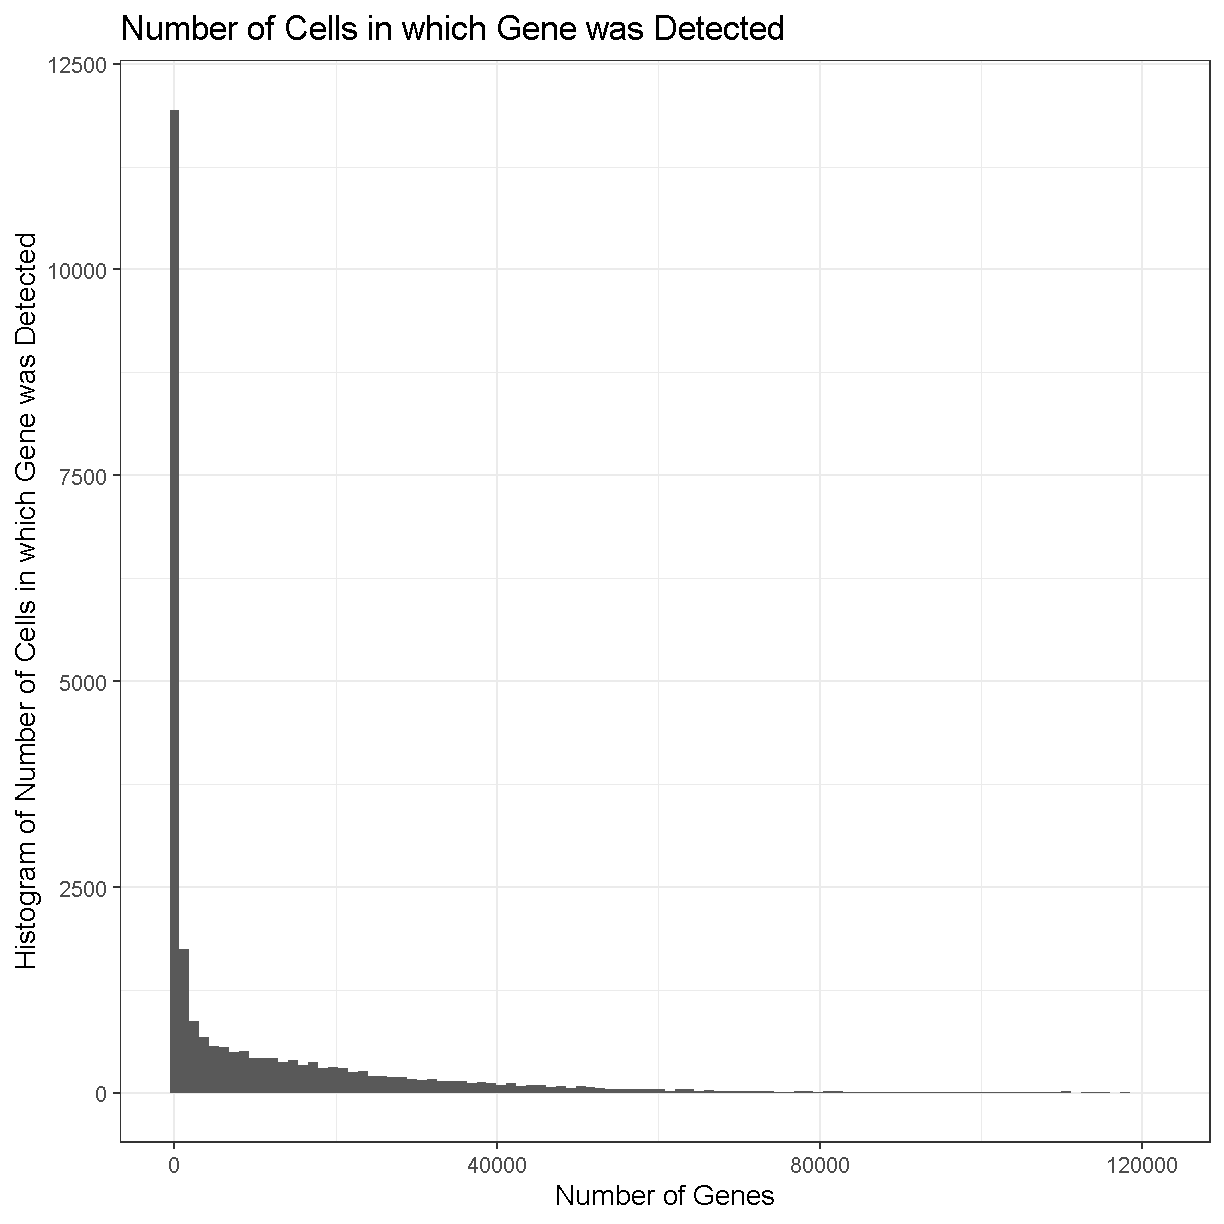 Number of Cells in which Gene was Detected
Histogram of Number of Cells in which Gene was Detected
12500
10000
7500
5000
2500
0
0 40000 80000 120000
Number of Genes